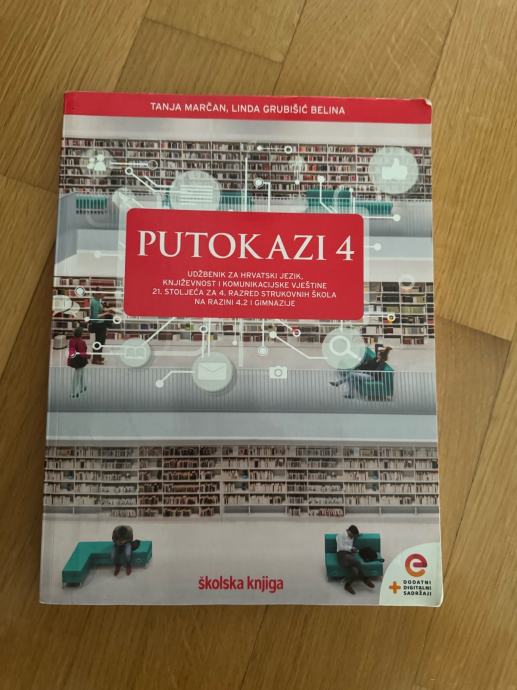 TANJA MARČAN, LINDA GRUBIŠIĆ BELINA
PUTOKAZI 4
UDŽBENIK ZA HRVATSKI JEZIK,
KNJIŽEVNOST I KOMUNIKACIJSKE VJEŠTINE
21. STOLJEĆA ZA 4. RAZRED STRUKOVNIH ŠKOLA
NA RAZINI 4.2 I GIMNAZIJE
školska knjiga
e
+ DODATNI
DIGITALNI
SADRŽAJI